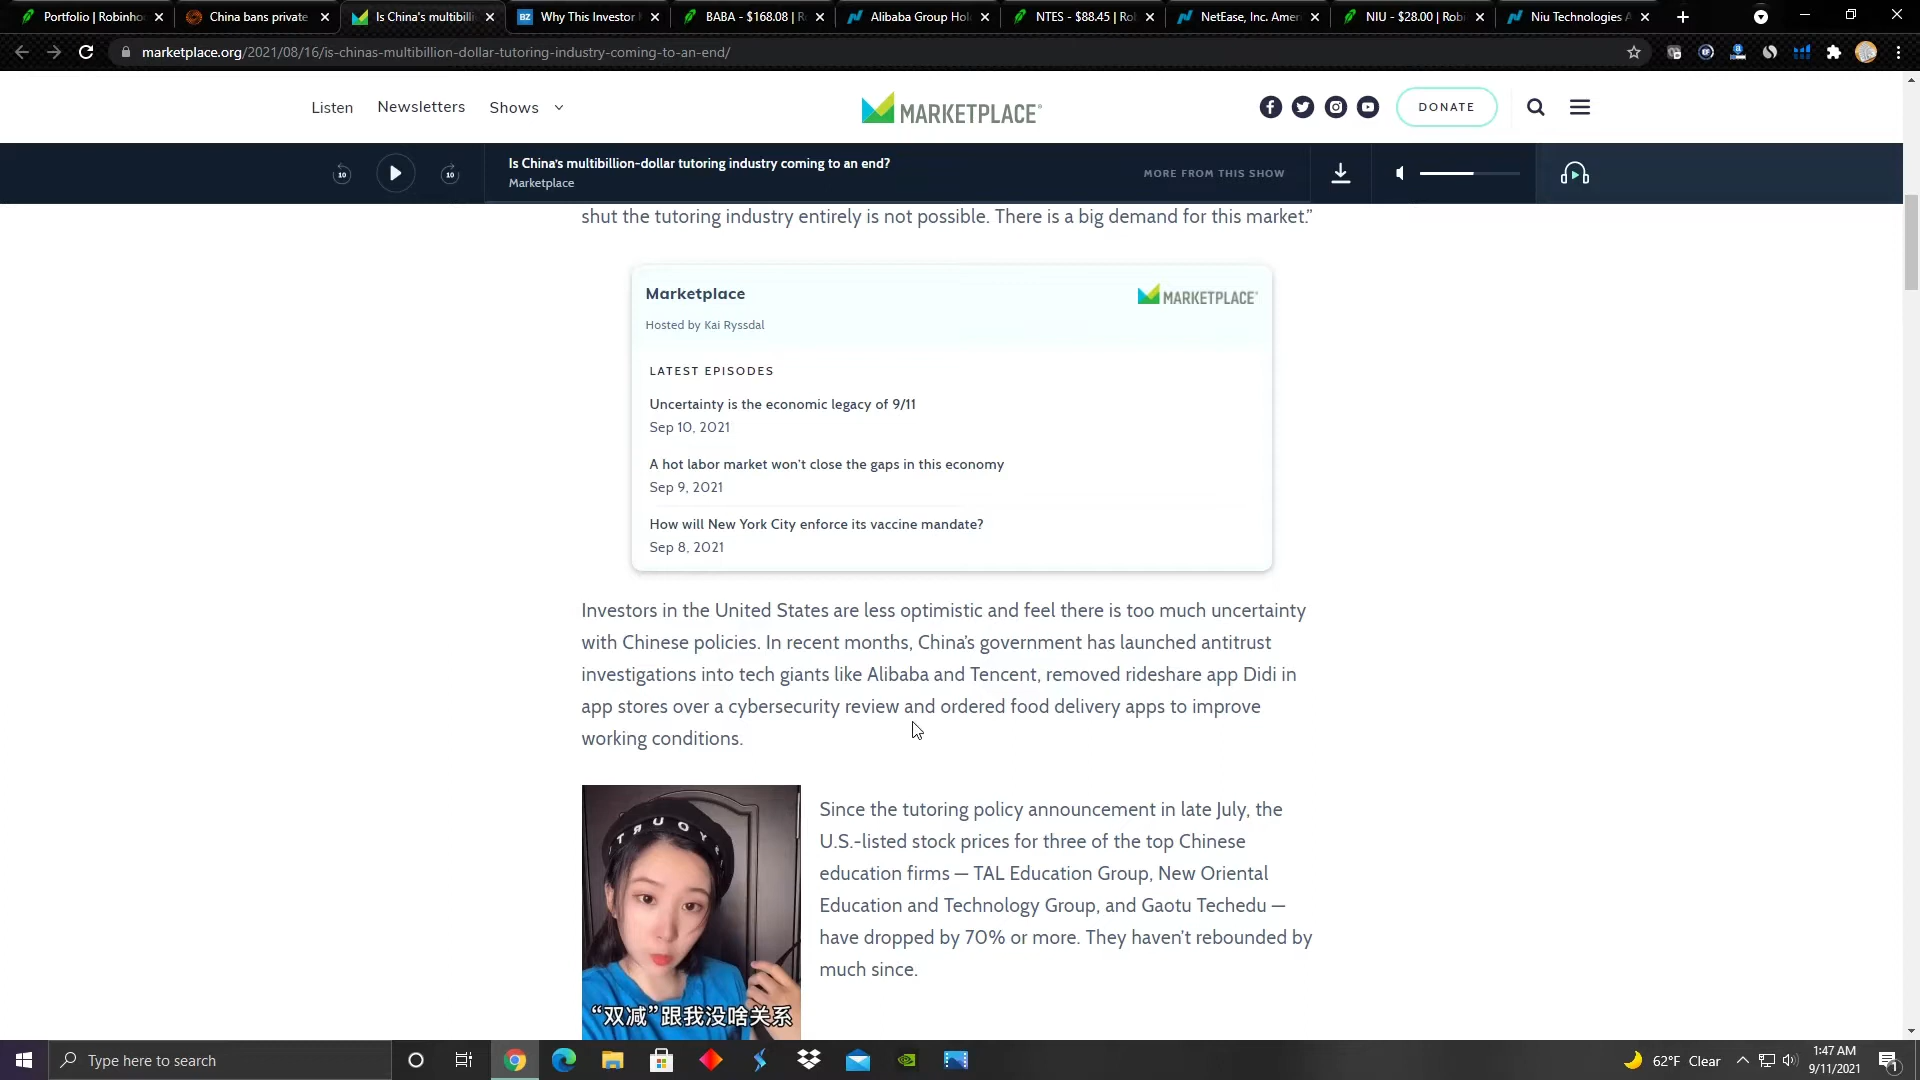 Portfolio | Robinho
China bans private
Is China's multibilli
Why This Investor
BABA - $168.08 | R
Alibaba Group Hol
NTES - $88.45 | Ro
NetEase, Inc. Amer
NIU - $28.00 | Robi
Niu Technologies A
marketplace.org/2021/08/16/is-chinas-multibillion-dollar-tutoring-industry-coming-to-an-end/
Listen
Newsletters
Shows
MARKETPLACE
DONATE
10
10
Is China's multibillion-dollar tutoring industry coming to an end?
Marketplace
MORE FROM THIS SHOW
shut the tutoring industry entirely is not possible. There is a big demand for this market.”
Marketplace
MARKETPLACE
Hosted by Kai Ryssdal
LATEST EPISODES
Uncertainty is the economic legacy of 9/11
Sep 10, 2021
A hot labor market won't close the gaps in this economy
Sep 9, 2021
How will New York City enforce its vaccine mandate?
Sep 8, 2021
Investors in the United States are less optimistic and feel there is too much uncertainty
with Chinese policies. In recent months, China's government has launched antitrust
investigations into tech giants like Alibaba and Tencent, removed rideshare app Didi in
app stores over a cybersecurity review and ordered food delivery apps to improve
working conditions.
Since the tutoring policy announcement in late July, the
U.S.-listed stock prices for three of the top Chinese
education firms — TAL Education Group, New Oriental
Education and Technology Group, and Gaotu Techedu —
have dropped by 70% or more. They haven't rebounded by
much since.
“双减”跟我没啥关系
Type here to search
62°F Clear
1:47 AM
9/11/2021